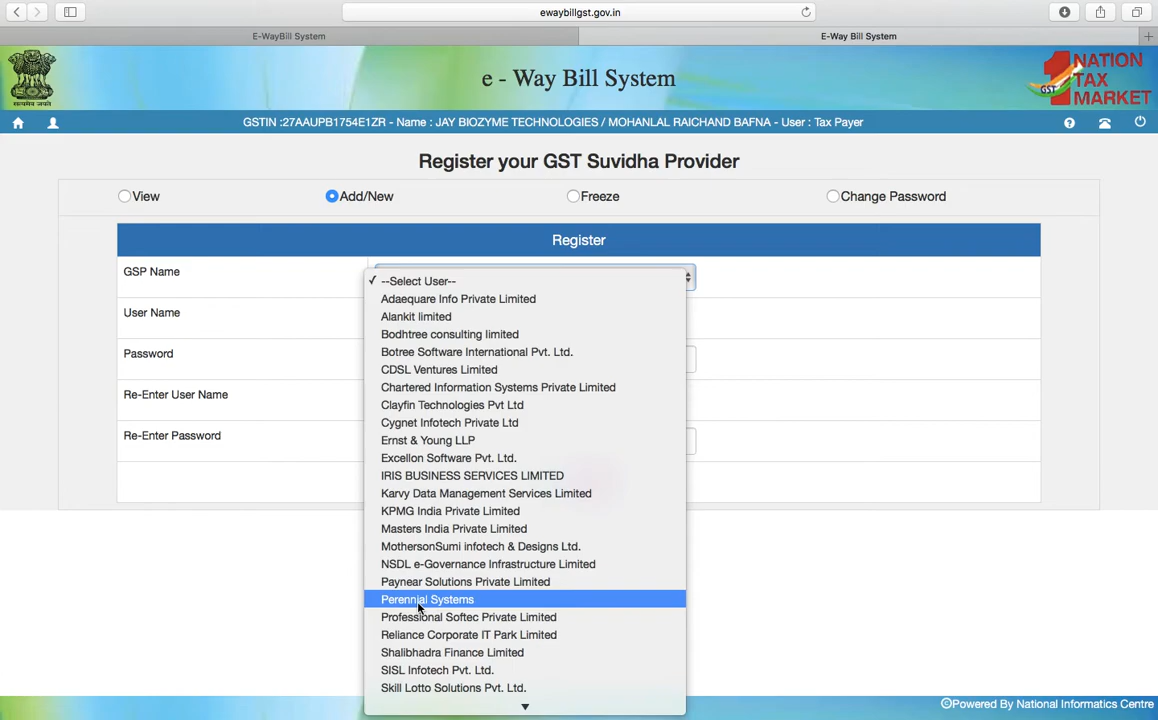 ewaybillgst.gov.in
E-WayBill System
E-Way Bill System
सत्यमेव जयते
e - Way Bill System
1 NATION
TAX
MARKET
GST
GSTIN :27AAUPB1754E1ZR - Name : JAY BIOZYME TECHNOLOGIES / MOHANLAL RAICHAND BAFNA - User : Tax Payer
Register your GST Suvidha Provider
View
Add/New
Freeze
Change Password
Register
GSP Name
User Name
Password
Re-Enter User Name
Re-Enter Password
✓ --Select User--
Adaequare Info Private Limited
Alankit limited
Bodhtree consulting limited
Botree Software International Pvt. Ltd.
CDSL Ventures Limited
Chartered Information Systems Private Limited
Clayfin Technologies Pvt Ltd
Cygnet Infotech Private Ltd
Ernst & Young LLP
Excellon Software Pvt. Ltd.
IRIS BUSINESS SERVICES LIMITED
Karvy Data Management Services Limited
KPMG India Private Limited
Masters India Private Limited
MothersonSumi infotech & Designs Ltd.
NSDL e-Governance Infrastructure Limited
Paynear Solutions Private Limited
Perennial Systems
Professional Softec Private Limited
Reliance Corporate IT Park Limited
Shalibhadra Finance Limited
SISL Infotech Pvt. Ltd.
Skill Lotto Solutions Pvt. Ltd.
©Powered By National Informatics Centre